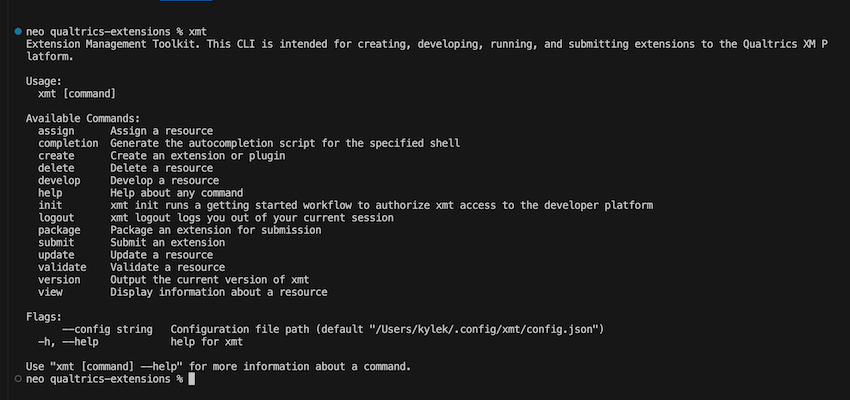 neo qualtrics-extensions % xmt
Extension Management Toolkit. This CLI is intended for creating, developing, running, and submitting extensions to the Qualtrics XM P
latform.
Usage:
  xmt [command]
Available Commands:
  assign      Assign a resource
  completion  Generate the autocompletion script for the specified shell
  create      Create an extension or plugin
  delete      Delete a resource
  develop     Develop a resource
  help        Help about any command
  init        xmt init runs a getting started workflow to authorize xmt access to the developer platform
  logout      xmt logout logs you out of your current session
  package     Package an extension for submission
  submit      Submit an extension
  update      Update a resource
  validate    Validate a resource
  version     Output the current version of xmt
  view        Display information about a resource
Flags:
      --config string   Configuration file path (default "/Users/kylek/.config/xmt/config.json")
  -h, --help            help for xmt
Use "xmt [command] --help" for more information about a command.
neo qualtrics-extensions %